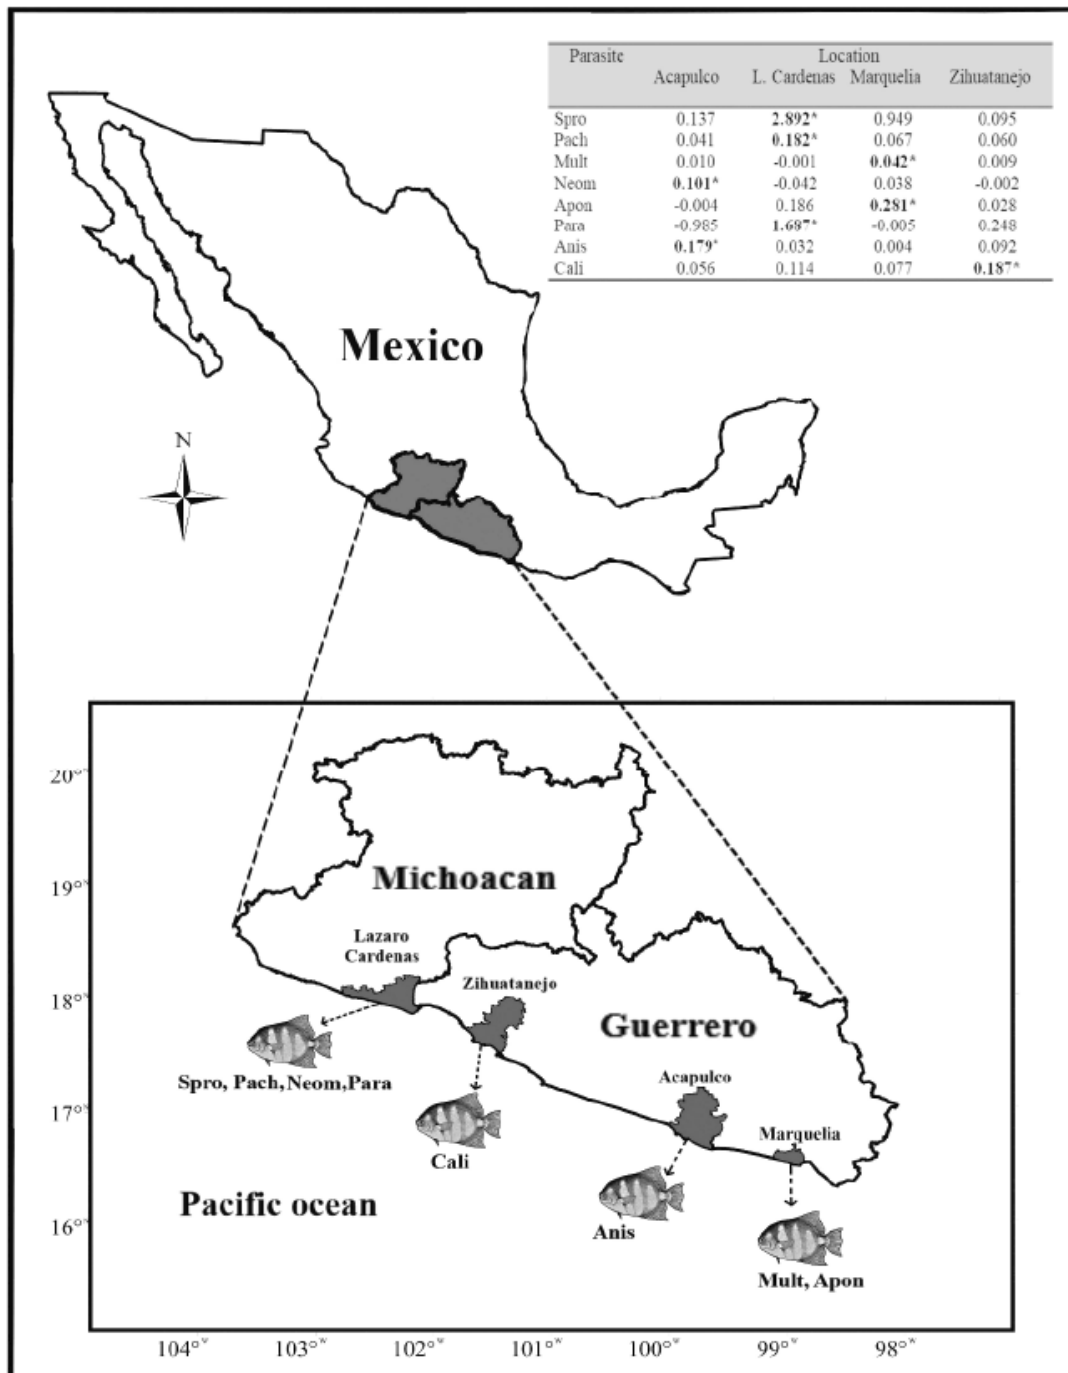 Parasite Location
Acapulco L. Cardenas Marquelia Zihuatanejo
Spro 0.137 2.892* 0.949 0.095
Pach 0.041 0.182* 0.067 0.060
Mult 0.010 -0.001 0.042* 0.009
Neom 0.101* -0.042 0.038 -0.002
Apon -0.004 0.186 0.281* 0.028
Para -0.985 1.687* -0.005 0.248
Anis 0.179* 0.032 0.004 0.092
Cali 0.056 0.114 0.077 0.187*
Mexico
N
20°N
19°N
18°N
17°N
16°N
Michoacan
Lazaro
Cardenas
Zihuatanejo
Guerrero
Acapulco
Marquelia
Spro, Pach,Neom,Para
Cali
Anis
Mult, Apon
Pacific ocean
104°W 103°W 102°W 101°W 100°W 99°W 98°W